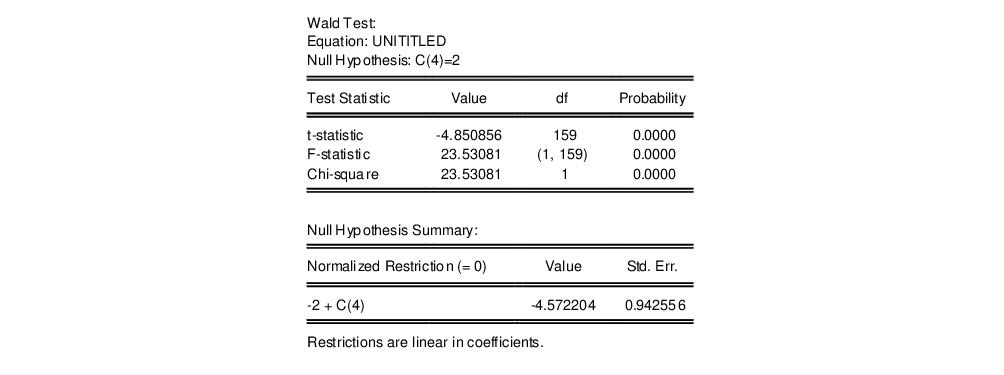 Wald Test:
Equation: UNITITLED
Null Hypothesis: C(4)=2
Test Statistic Value df Probability
t-statistic -4.850856 159 0.0000
F-statistic 23.53081 (1, 159) 0.0000
Chi-square 23.53081 1 0.0000
Null Hypothesis Summary:
Normalized Restriction (= 0) Value Std. Err.
-2 + C(4) -4.572204 0.942556
Restrictions are linear in coefficients.